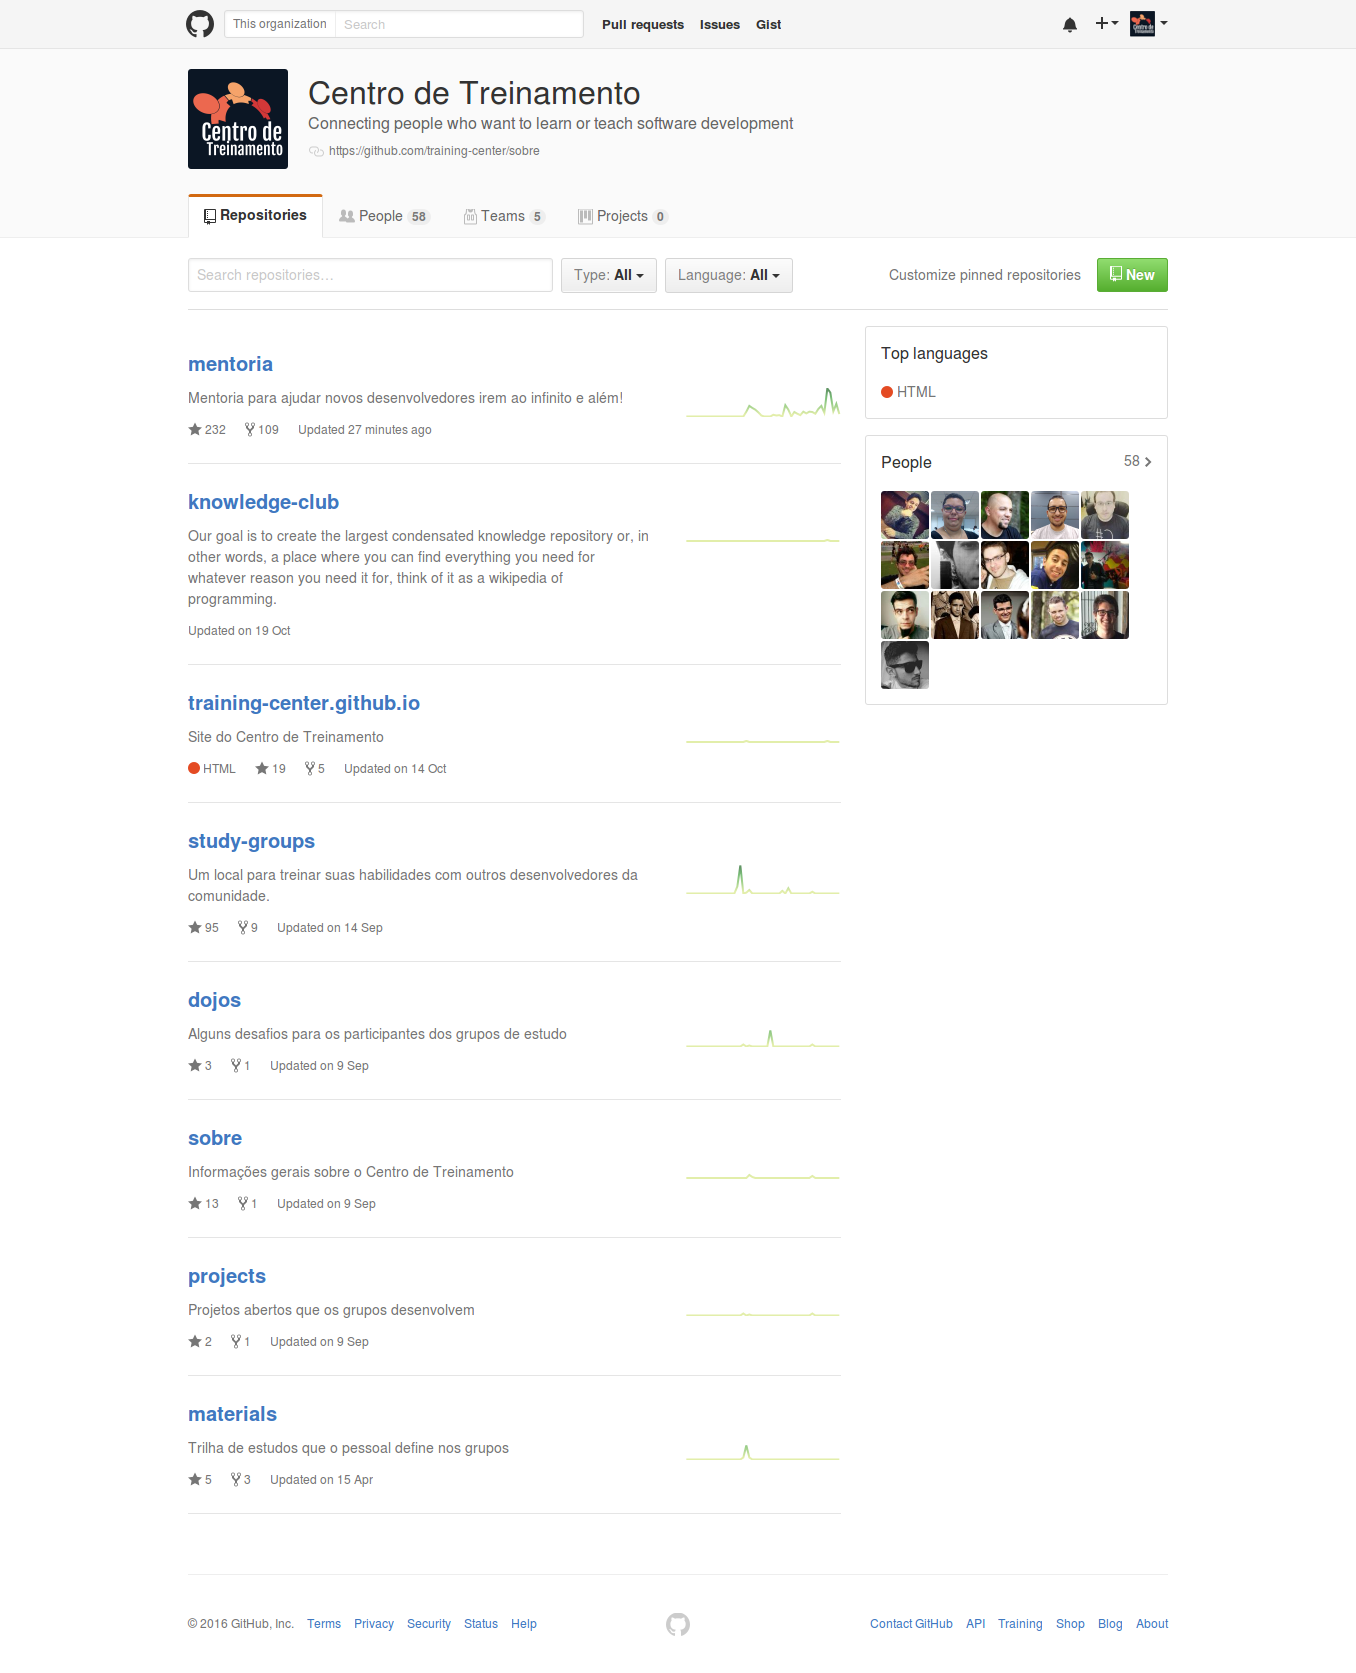 This organization Search Pull requests Issues Gist
Centro de Treinamento
Centro de Treinamento
Connecting people who want to learn or teach software development
https://github.com/training-center/sobre
Repositories People 58 Teams 5 Projects 0
Search repositories... Type: All Language: All Customize pinned repositories New
mentoria
Mentoria para ajudar novos desenvolvedores irem ao infinito e além!
232 109 Updated 27 minutes ago
knowledge-club
Our goal is to create the largest condensated knowledge repository or, in
other words, a place where you can find everything you need for
whatever reason you need it for, think of it as a wikipedia of
programming.
Updated on 19 Oct
training-center.github.io
Site do Centro de Treinamento
HTML 19 5 Updated on 14 Oct
study-groups
Um local para treinar suas habilidades com outros desenvolvedores da
comunidade.
95 9 Updated on 14 Sep
dojos
Alguns desafios para os participantes dos grupos de estudo
3 1 Updated on 9 Sep
sobre
Informações gerais sobre o Centro de Treinamento
13 1 Updated on 9 Sep
projects
Projetos abertos que os grupos desenvolvem
2 1 Updated on 9 Sep
materials
Trilha de estudos que o pessoal define nos grupos
5 3 Updated on 15 Apr
Top languages
HTML
People 58
© 2016 GitHub, Inc. Terms Privacy Security Status Help Contact GitHub API Training Shop Blog About